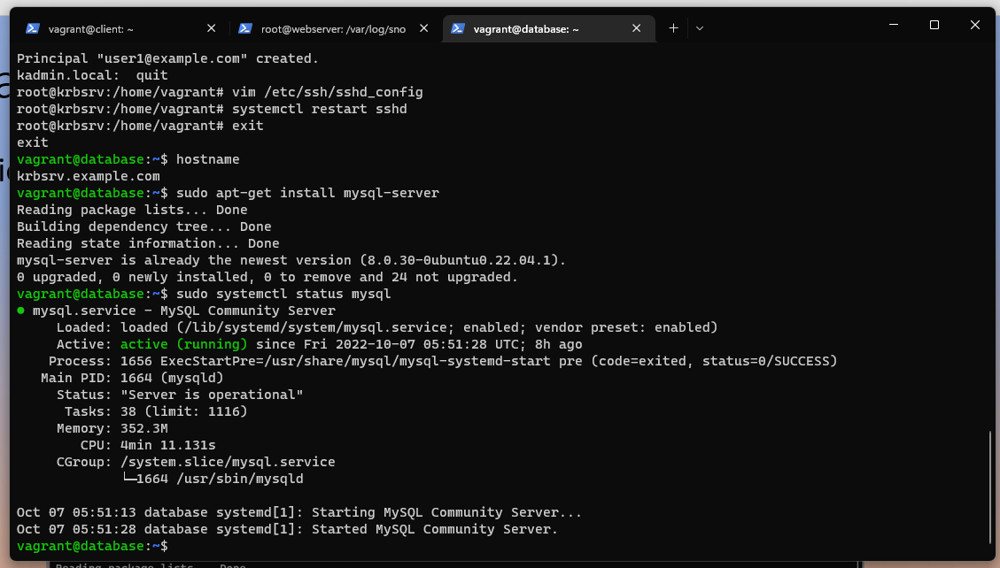 vagrant@client: ~
root@webserver: /var/log/sno
vagrant@database: ~
Principal "user1@example.com" created.
kadmin.local:  quit
root@krbsrv:/home/vagrant# vim /etc/ssh/sshd_config
root@krbsrv:/home/vagrant# systemctl restart sshd
root@krbsrv:/home/vagrant# exit
exit
vagrant@database:~$ hostname
krbsrv.example.com
vagrant@database:~$ sudo apt-get install mysql-server
Reading package lists... Done
Building dependency tree... Done
Reading state information... Done
mysql-server is already the newest version (8.0.30-0ubuntu0.22.04.1).
0 upgraded, 0 newly installed, 0 to remove and 24 not upgraded.
vagrant@database:~$ sudo systemctl status mysql
● mysql.service - MySQL Community Server
     Loaded: loaded (/lib/systemd/system/mysql.service; enabled; vendor preset: enabled)
     Active: active (running) since Fri 2022-10-07 05:51:28 UTC; 8h ago
    Process: 1656 ExecStartPre=/usr/share/mysql/mysql-systemd-start pre (code=exited, status=0/SUCCESS)
   Main PID: 1664 (mysqld)
     Status: "Server is operational"
      Tasks: 38 (limit: 1116)
     Memory: 352.3M
        CPU: 4min 11.131s
     CGroup: /system.slice/mysql.service
             └─1664 /usr/sbin/mysqld
Oct 07 05:51:13 database systemd[1]: Starting MySQL Community Server...
Oct 07 05:51:28 database systemd[1]: Started MySQL Community Server.
vagrant@database:~$
Reading package lists... Done